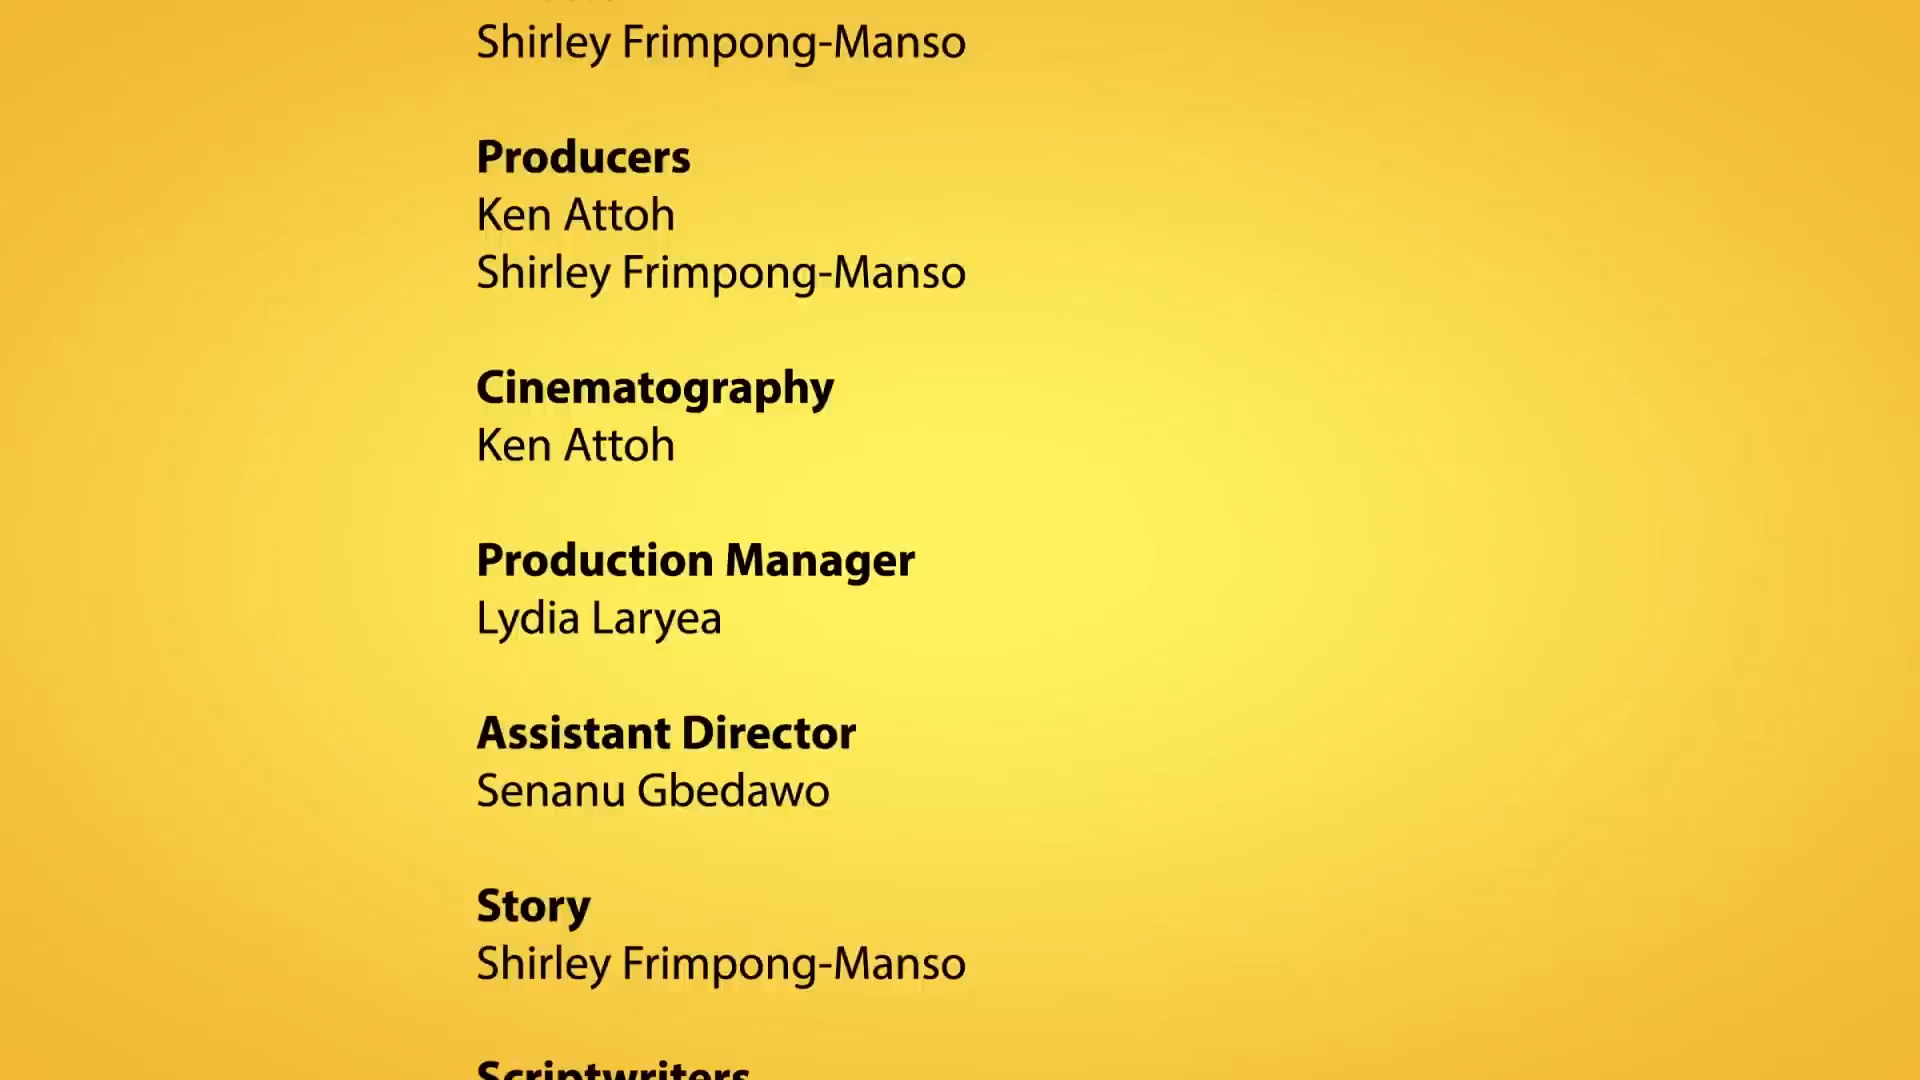 Shirley Frimpong-Manso
Producers
Ken Attoh
Shirley Frimpong-Manso
Cinematography
Ken Attoh
Production Manager
Lydia Laryea
Assistant Director
Senanu Gbedawo
Story
Shirley Frimpong-Manso
Scriptwriters